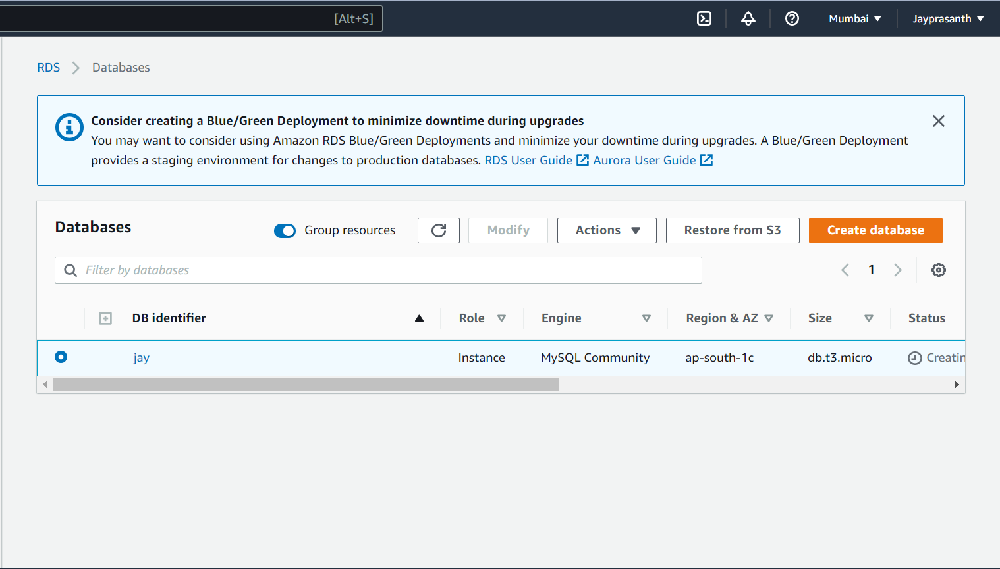 [Alt+S]
Mumbai
Jayprasanth
RDS
Databases
Consider creating a Blue/Green Deployment to minimize downtime during upgrades
You may want to consider using Amazon RDS Blue/Green Deployments and minimize your downtime during upgrades. A Blue/Green Deployment
provides a staging environment for changes to production databases. RDS User Guide Aurora User Guide
Databases
Group resources
Modify
Actions
Restore from S3
Create database
Filter by databases
1
DB identifier
Role
Engine
Region & AZ
Size
Status
jay
Instance
MySQL Community
ap-south-1c
db.t3.micro
Creatin